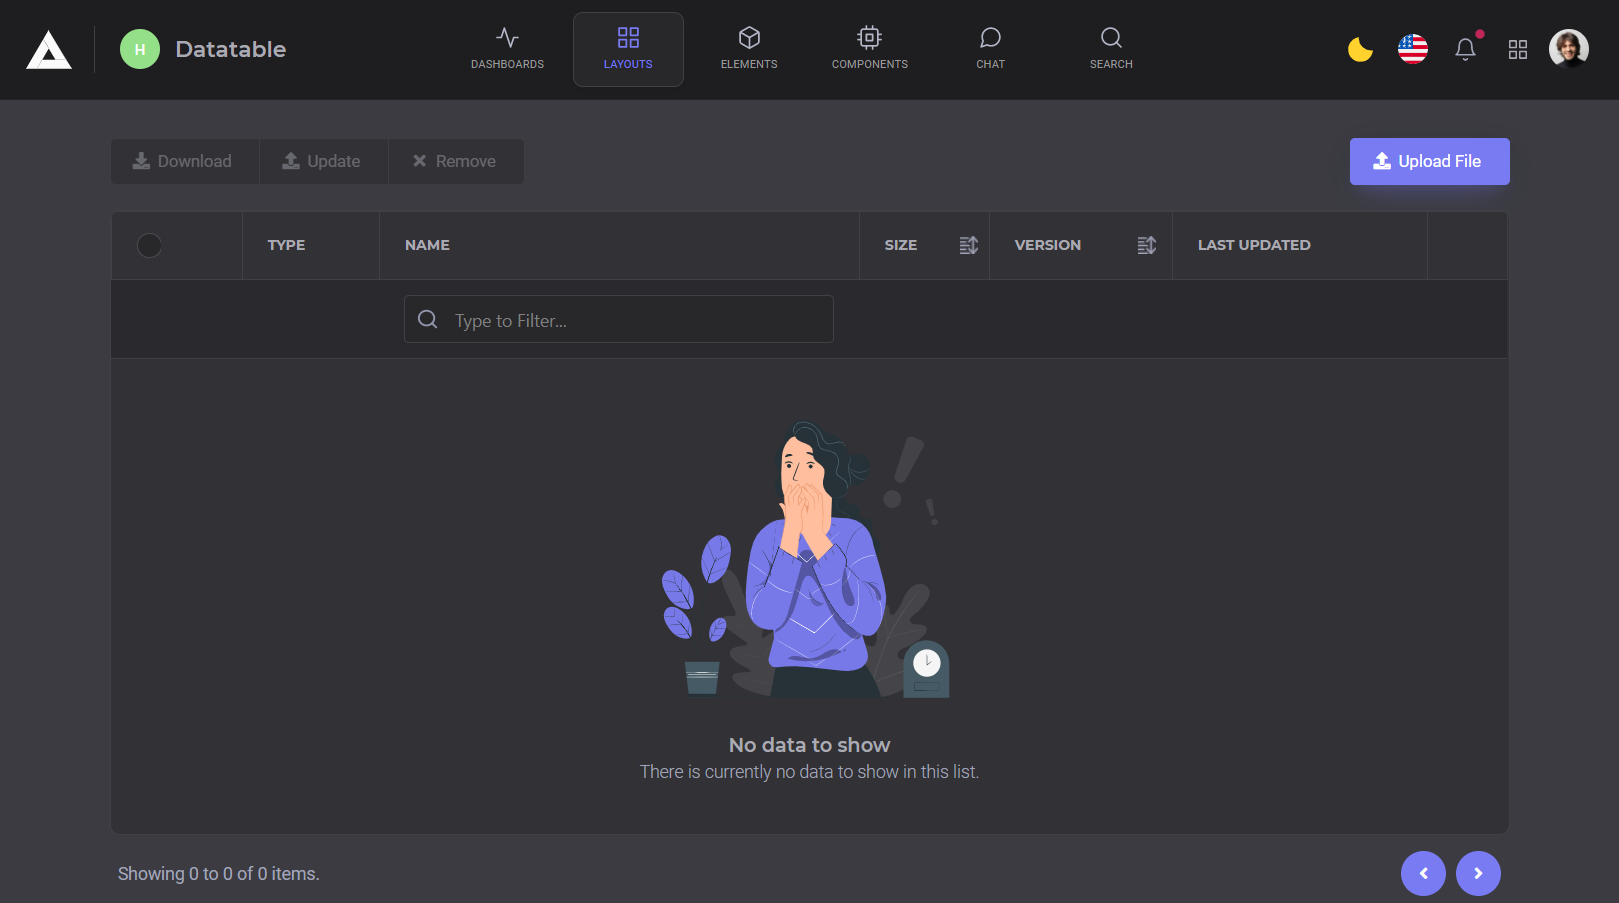 H Datatable
DASHBOARDS LAYOUTS ELEMENTS COMPONENTS CHAT SEARCH
Download Update Remove Upload File
TYPE NAME SIZE VERSION LAST UPDATED
Type to Filter...
No data to show
There is currently no data to show in this list.
Showing 0 to 0 of 0 items.